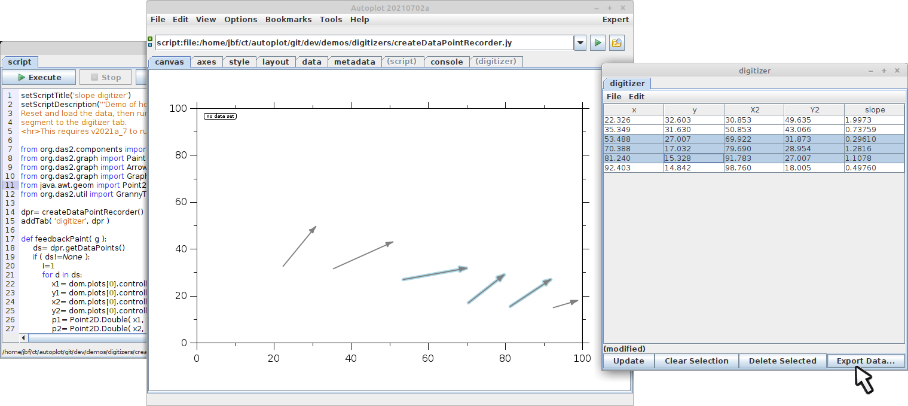 Autoplot 20210702a
File Edit View Options Bookmarks Tools Help Expert
script:file:/home/jbf/ct/autoplot/git/dev/demos/digitizers/createDataPointRecorder.jy
canvas axes style layout data metadata (script) console (digitizer)
no data set
100
80
60
40
20
0
0 20 40 60 80 100
script
Execute Stop
1 setScriptTitle('slope digitizer')
2 setScriptDescription('''Demo of ho
3 Reset and load the data, then run
4 segment to the digitizer tab.
5 <hr>This requres v2021a_7 to ru
6
7 from org.das2.components import
8 from org.das2.graph import Paint
9 from org.das2.graph import Arrow
10 from org.das2.graph import Grap
11 from java.awt.geom import Point2
12 from org.das2.util import GrannyT
13
14 dpr= createDataPointRecorder()
15 addTab( 'digitizer', dpr )
16
17 def feedbackPaint( g ):
18 ds= dpr.getDataPoints()
19 if ( ds!=None ):
20 i=1
21 for d in ds:
22 x1= dom.plots[0].controll
23 y1= dom.plots[0].controll
24 x2= dom.plots[0].controll
25 y2= dom.plots[0].controll
26 p1= Point2D.Double( x1,
27 p2= Point2D.Double( x2,
/home/jbf/ct/autoplot/git/dev/demos/digitizers/crea
digitizer
digitizer
File Edit
x y X2 Y2 slope
22.326 32.603 30.853 49.635 1.9973
35.349 31.630 50.853 43.066 0.73759
53.488 27.007 69.922 31.873 0.29610
70.388 17.032 79.690 28.954 1.2816
81.240 15.328 91.783 27.007 1.1078
92.403 14.842 98.760 18.005 0.49760
(modified)
Update Clear Selection Delete Selected Export Data...